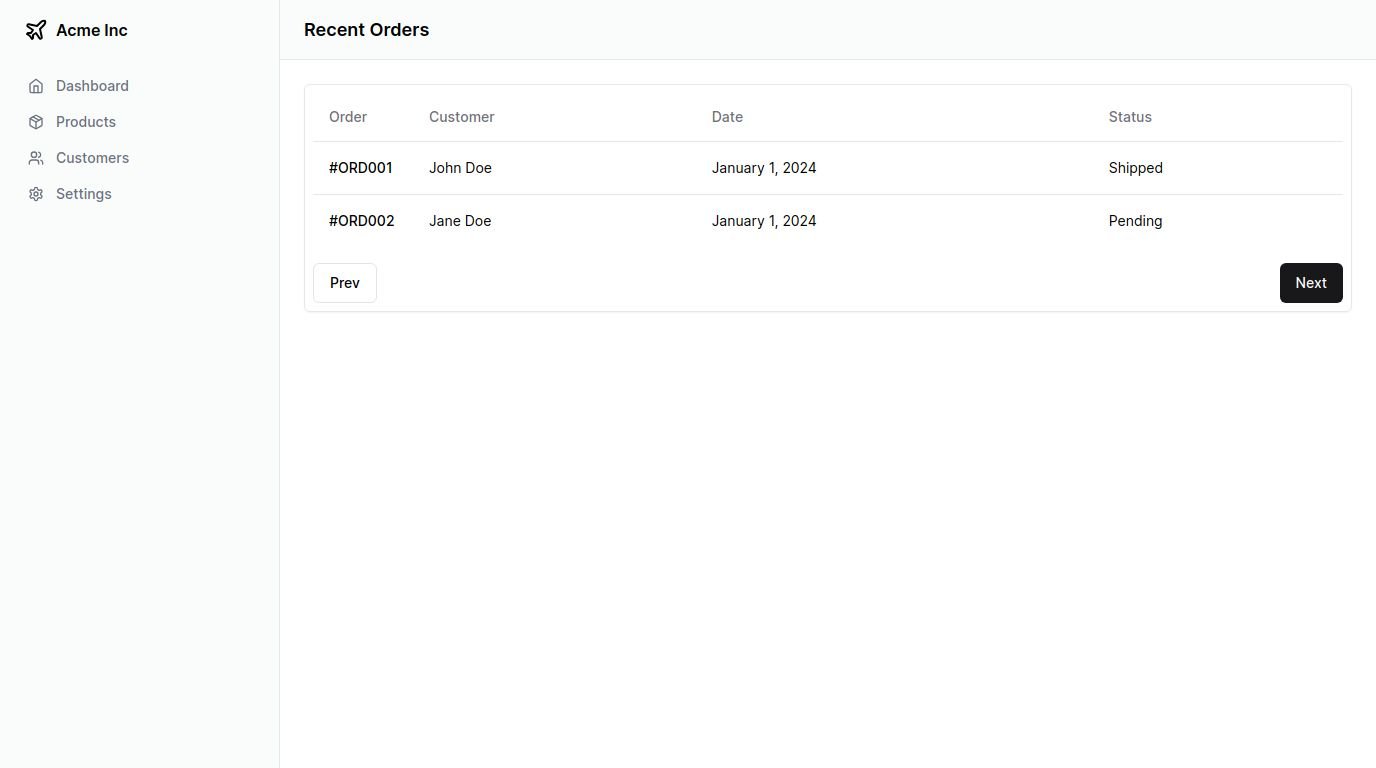 Acme Inc
Dashboard
Products
Customers
Settings
Recent Orders
Order Customer Date Status
#ORD001 John Doe January 1, 2024 Shipped
#ORD002 Jane Doe January 1, 2024 Pending
Prev Next